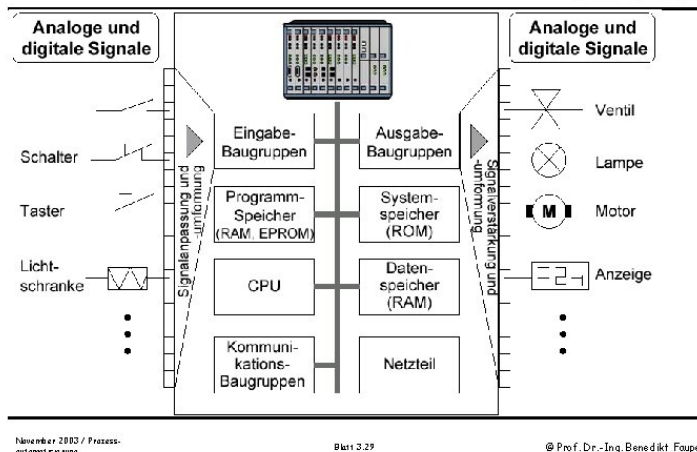 Analoge und
digitale Signale
Analoge und
digitale Signale
Schalter
Taster
Licht-
schranke
Signalanpassung und
-umformung
Eingabe-
Baugruppen
Ausgabe-
Baugruppen
Programm-
Speicher
(RAM, EPROM)
System-
speicher
(ROM)
CPU
Daten-
speicher
(RAM)
Kommuni-
kations-
Baugruppen
Netzteil
Signalverstärkung und
-umformung
Ventil
Lampe
M
Motor
Anzeige
November 2003 / Prozess-
Blatt 3.29
@ Prof. Dr.-Ing. Benedikt Faupe